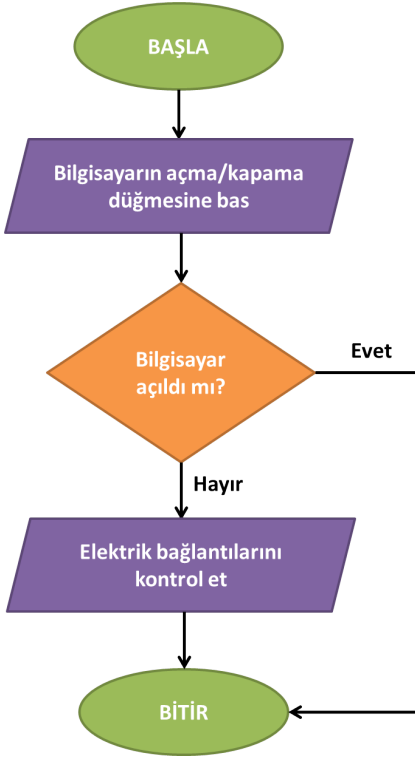 BAŞLA
Bilgisayarın açma/kapama
düğmesine bas
Bilgisayar
açıldı mı?
Evet
Hayır
Elektrik bağlantılarını
kontrol et
BİTİR